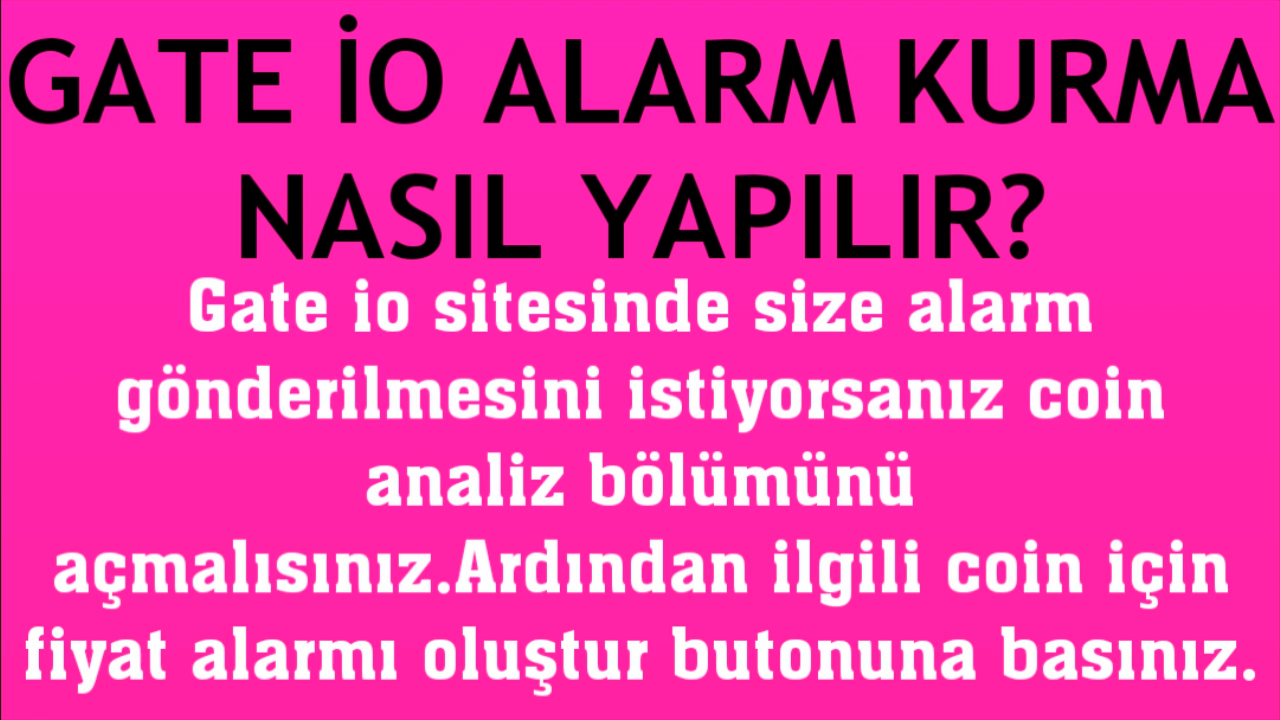 GATE İO ALARM KURMA
NASIL YAPILIR?
Gate io sitesinde size alarm
gönderilmesini istiyorsanız coin
analiz bölümünü
açmalısınız.Ardından ilgili coin için
fiyat alarmı oluştur butonuna basınız.